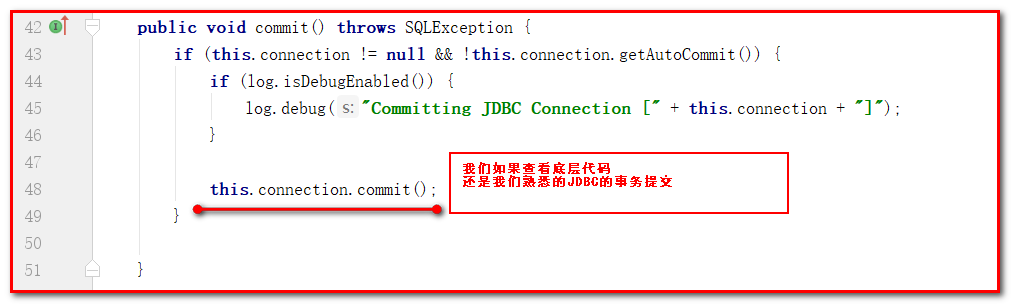 42 public void commit() throws SQLException {
43 if (this.connection != null && !this.connection.getAutoCommit()) {
44 if (log.isDebugEnabled()) {
45 log.debug( s: "Committing JDBC Connection [" + this.connection + "]");
46 }
47
我们如果查看底层代码
还是我们熟悉的JDBC的事务提交
48 this.connection.commit();
49 }
50
51 }